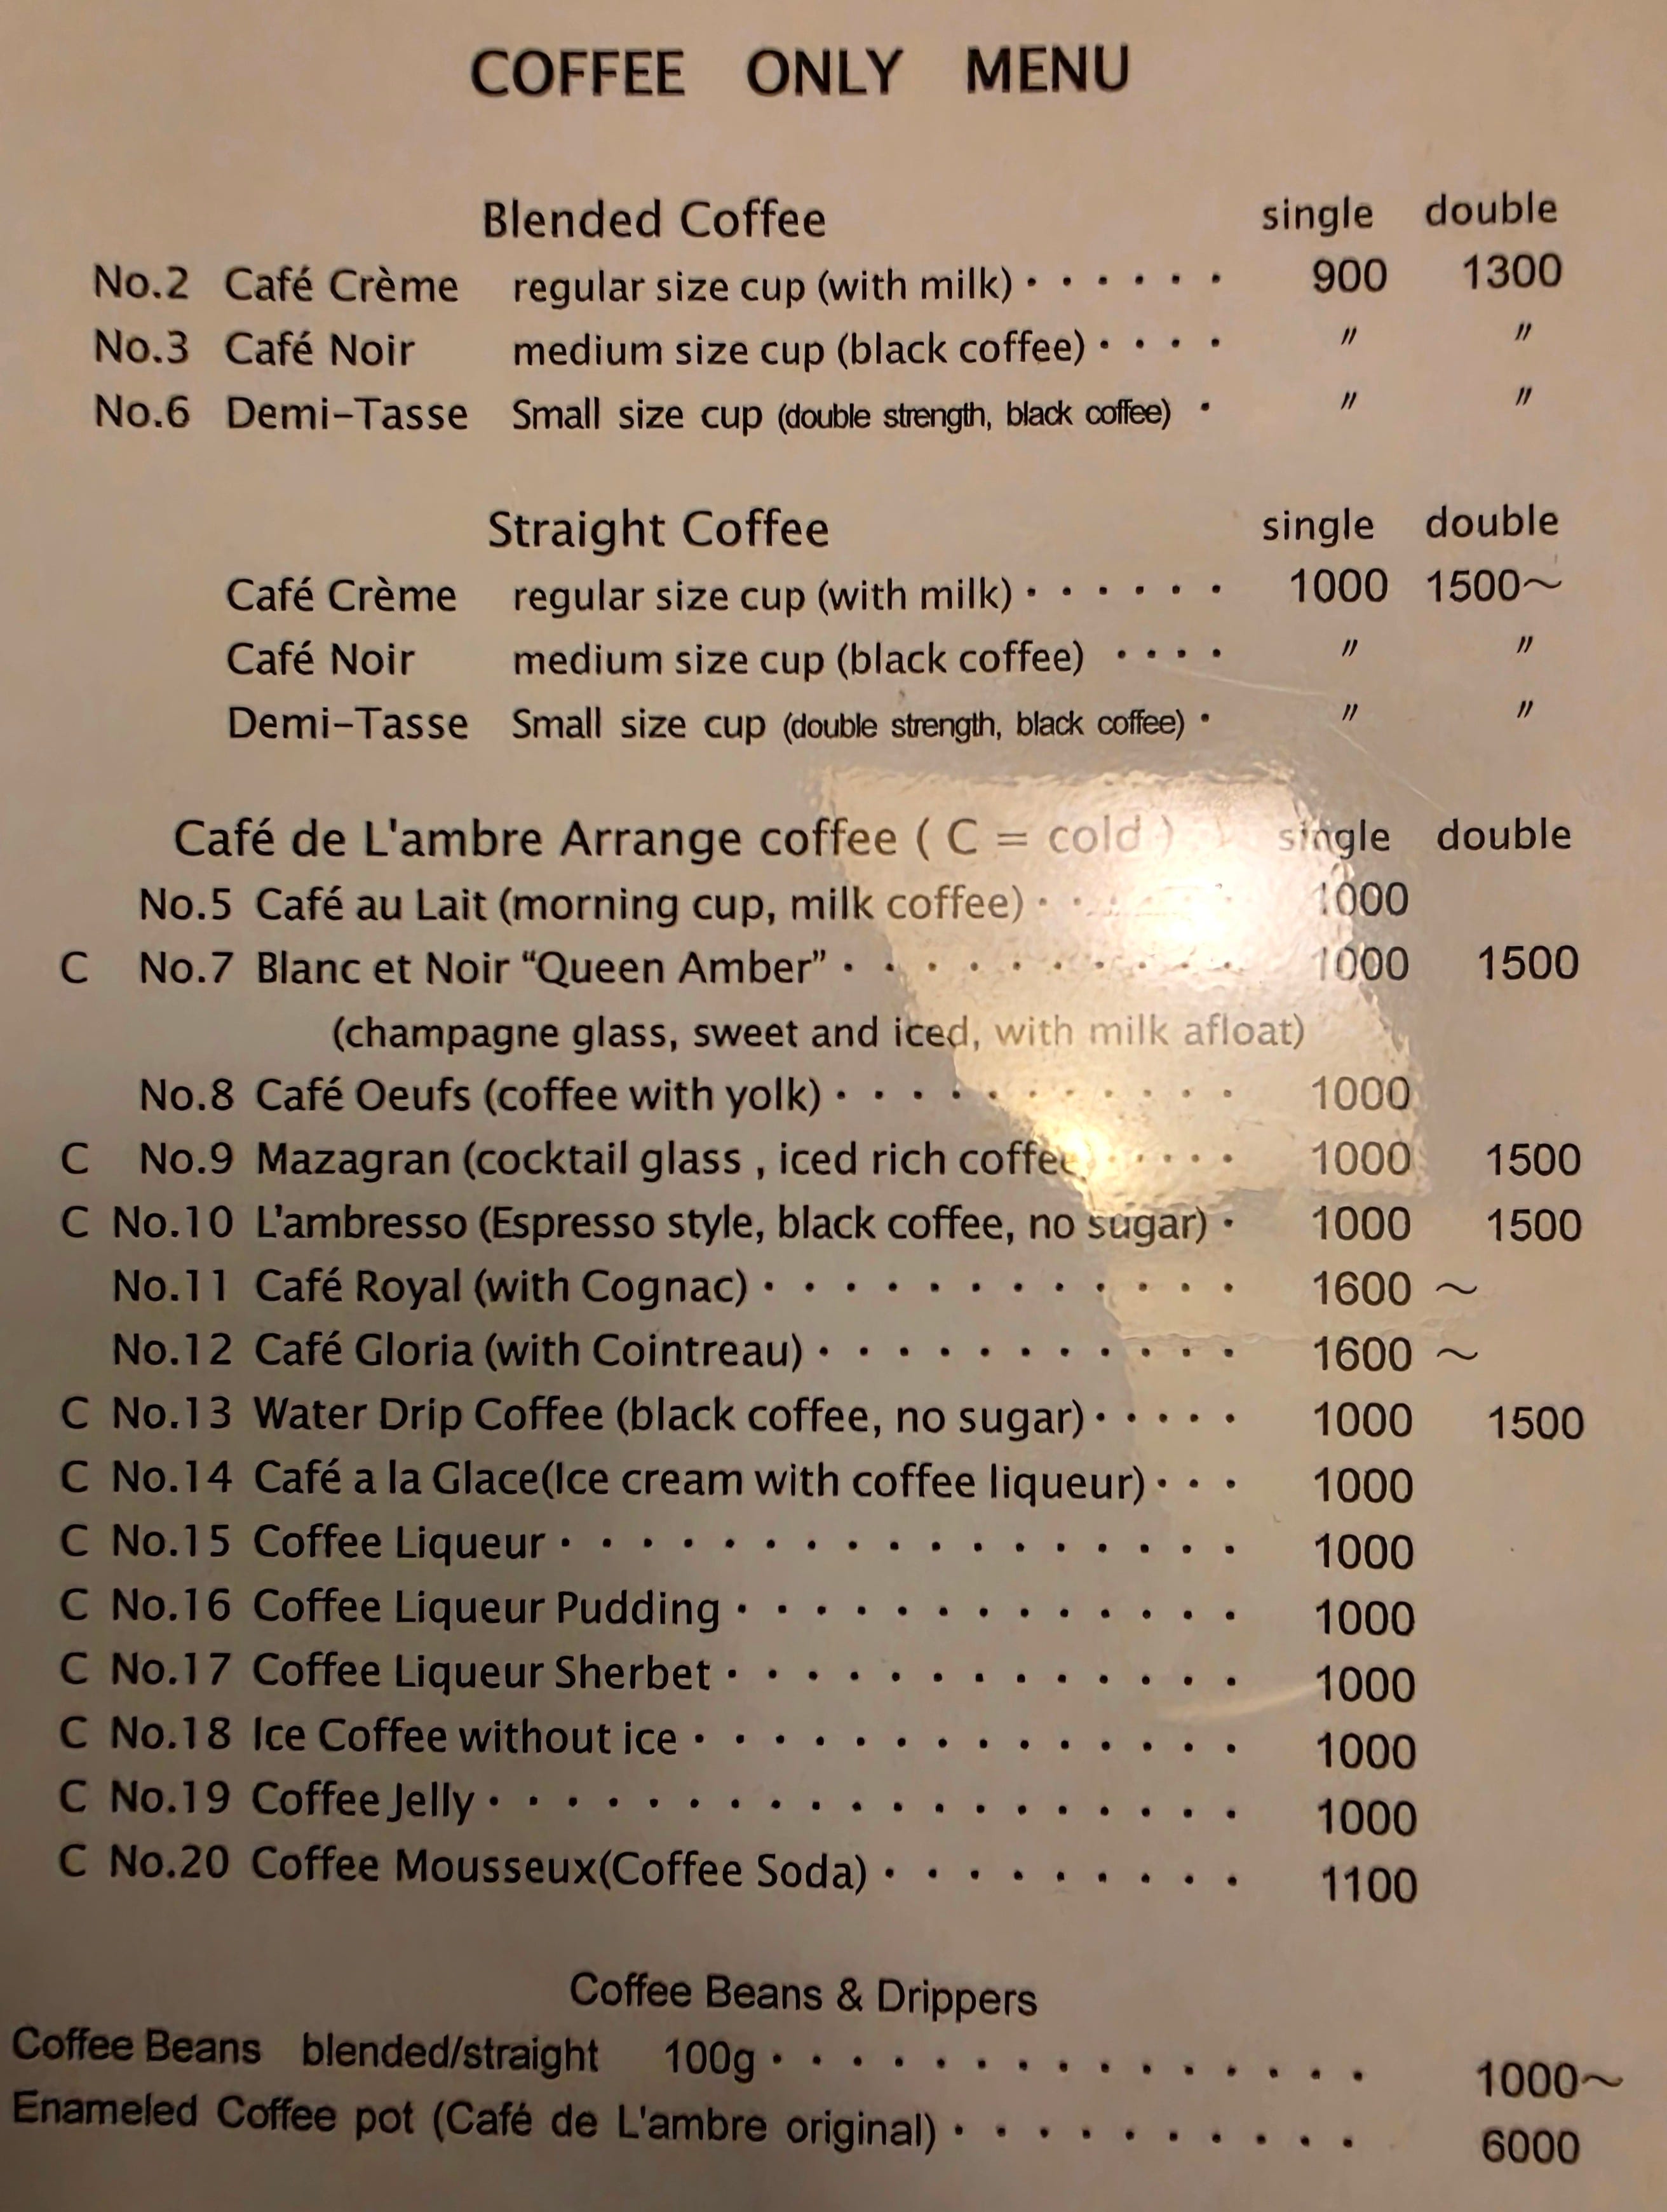 COFFEE ONLY MENU
Blended Coffee single double
No.2 Café Crème regular size cup (with milk)・・・・・・ 900 1300
No.3 Café Noir medium size cup (black coffee)・・・・ 〃 〃
No.6 Demi-Tasse Small size cup (double strength, black coffee)・ 〃 〃
Straight Coffee single double
Café Crème regular size cup (with milk)・・・・・・ 1000 1500～
Café Noir medium size cup (black coffee) ・・・・ 〃 〃
Demi-Tasse Small size cup (double strength, black coffee)・ 〃 〃
Café de L'ambre Arrange coffee ( C = cold ) single double
No.5 Café au Lait (morning cup, milk coffee)・・・・・ 1000
C No.7 Blanc et Noir “Queen Amber”・・・・・・・・・・ 1000 1500
(champagne glass, sweet and iced, with milk afloat)
No.8 Café Oeufs (coffee with yolk)・・・・・・・・・・ 1000
C No.9 Mazagran (cocktail glass , iced rich coffee)・・・・ 1000 1500
C No.10 L'ambresso (Espresso style, black coffee, no sugar)・ 1000 1500
No.11 Café Royal (with Cognac)・・・・・・・・・・・・ 1600 ～
No.12 Café Gloria (with Cointreau)・・・・・・・・・・・ 1600 ～
C No.13 Water Drip Coffee (black coffee, no sugar)・・・・・ 1000 1500
C No.14 Café a la Glace(Ice cream with coffee liqueur)・・・ 1000
C No.15 Coffee Liqueur・・・・・・・・・・・・・・・・・ 1000
C No.16 Coffee Liqueur Pudding・・・・・・・・・・・・・ 1000
C No.17 Coffee Liqueur Sherbet・・・・・・・・・・・・・ 1000
C No.18 Ice Coffee without ice・・・・・・・・・・・・・・ 1000
C No.19 Coffee Jelly・・・・・・・・・・・・・・・・・・・ 1000
C No.20 Coffee Mousseux(Coffee Soda)・・・・・・・・・ 1100
Coffee Beans & Drippers
Coffee Beans blended/straight 100g・・・・・・・・・・・・・・・ 1000～
Enameled Coffee pot (Café de L'ambre original)・・・・・・・・・・ 6000